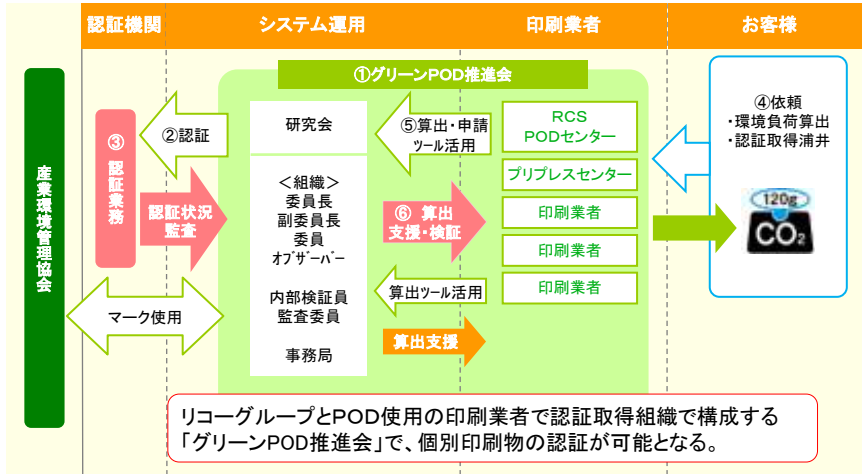 認証機関
システム運用
印刷業者
お客様
①グリーンPOD推進会
産業環境管理協会
③ 認証業務
②認証
認証状況
監査
マーク使用
研究会
＜組織＞
委員長
副委員長
委員
オブザーバー
内部検証員
監査委員
事務局
⑤算出・申請
ツール活用
⑥ 算出
支援・検証
算出ツール活用
算出支援
RCS
PODセンター
プリプレスセンター
印刷業者
印刷業者
印刷業者
④依頼
・環境負荷算出
・認証取得浦井
120g
CO2
リコーグループとPOD使用の印刷業者で認証取得組織で構成する
「グリーンPOD推進会」で、個別印刷物の認証が可能となる。